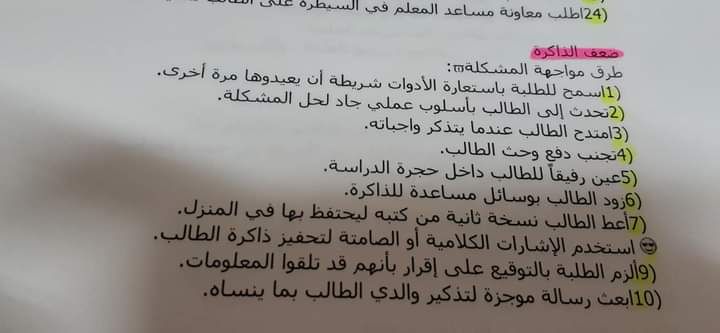 24)اطلب معاونة مساعد المعلم في السيطرة على الطالب
ضعف الذاكرة
طرق مواجهة المشكلة:
1)اسمح للطلبة باستعارة الأدوات شريطة أن يعيدوها مرة أخرى.
2)تحدث إلى الطالب بأسلوب عملي جاد لحل المشكلة.
3)امتدح الطالب عندما يتذكر واجباته.
4)تجنب دفع وحث الطالب.
5)عين رفيقاً للطالب داخل حجرة الدراسة.
6)زود الطالب بوسائل مساعدة للذاكرة.
7)أعط الطالب نسخة ثانية من كتبه ليحتفظ بها في المنزل.
😎 استخدم الإشارات الكلامية أو الصامتة لتحفيز ذاكرة الطالب.
9)ألزم الطلبة بالتوقيع على إقرار بأنهم قد تلقوا المعلومات.
10)ابعث رسالة موجزة لتذكير والدي الطالب بما ينساه.